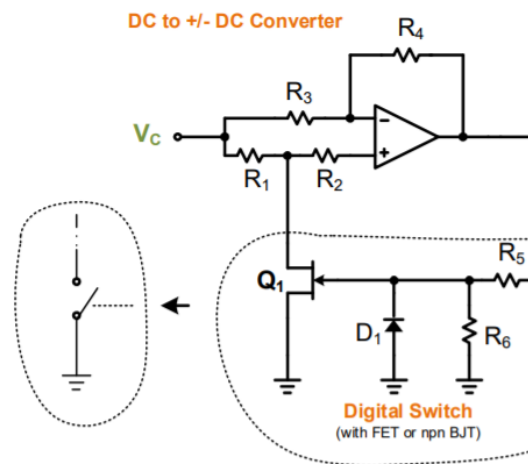 DC to +/- DC Converter
R4
R3
VC
R1
R2
Q1
R5
D1
R6
Digital Switch
(with FET or npn BJT)